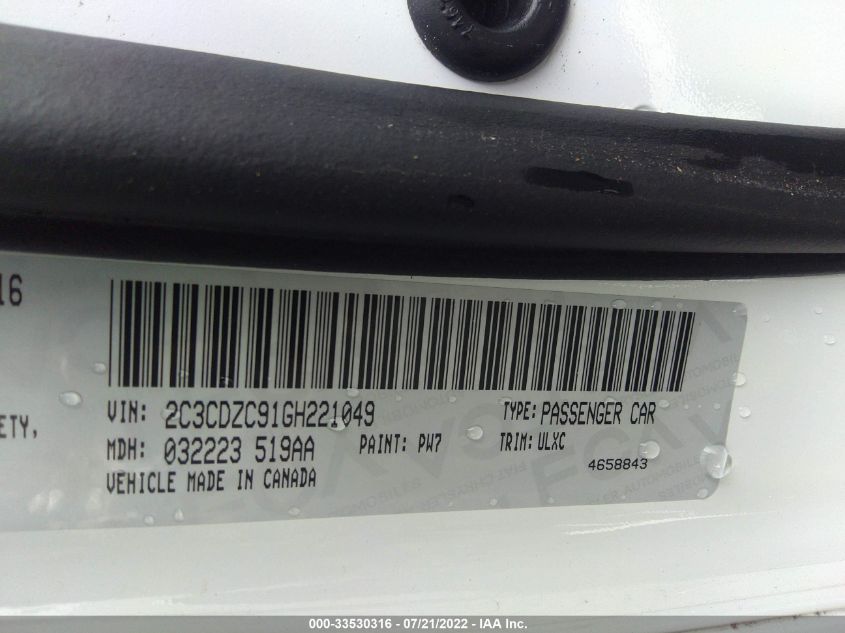 16
ETY,
VIN: 2C3CDZC91GH221049 TYPE: PASSENGER CAR
MDH: 032223 519AA PAINT: PW7 TRIM: ULXC
4658843
VEHICLE MADE IN CANADA
000-33530316 - 07/21/2022 - IAA Inc.